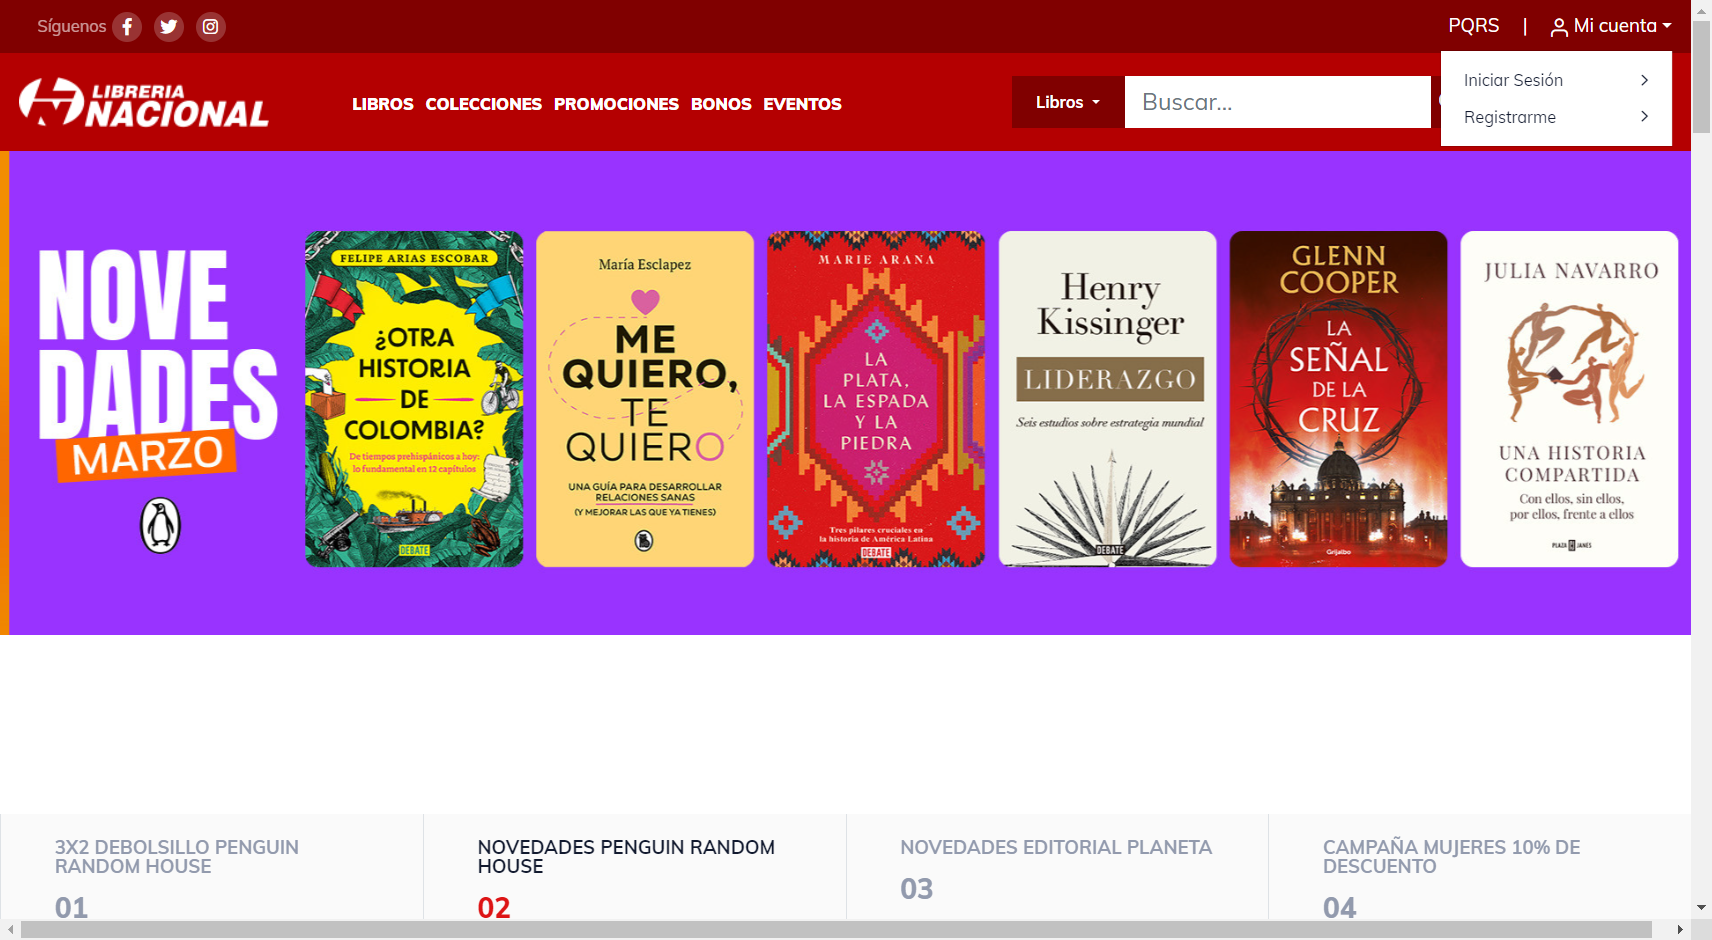 Síguenos
PQRS | Mi cuenta
Iniciar Sesión
Registrarme
LIBRERIA
NACIONAL
LIBROS COLECCIONES PROMOCIONES BONOS EVENTOS
Libros
Buscar...
NOVE
DADES
MARZO
FELIPE ARIAS ESCOBAR
¿OTRA
HISTORIA
DE
COLOMBIA?
De tiempos prehispánicos a hoy:
lo fundamental en 12 capítulos
DEBATE
María Esclapez
ME
QUIERO,
TE
QUIERO
UNA GUÍA PARA DESARROLLAR
RELACIONES SANAS
(Y MEJORAR LAS QUE YA TIENES)
MARIE ARANA
LA
PLATA,
LA ESPADA
Y LA
PIEDRA
Tres pilares cruciales en
la historia de América Latina
DEBATE
Henry
Kissinger
LIDERAZGO
Seis estudios sobre estrategia mundial
DEBATE
GLENN
COOPER
LA
SEÑAL
DE LA
CRUZ
Grijalbo
JULIA NAVARRO
UNA HISTORIA
COMPARTIDA
Con ellos, sin ellos,
por ellos, frente a ellos
PLAZA JANES
3X2 DEBOLSILLO PENGUIN
RANDOM HOUSE
01
NOVEDADES PENGUIN RANDOM
HOUSE
02
NOVEDADES EDITORIAL PLANETA
03
CAMPAÑA MUJERES 10% DE
DESCUENTO
04